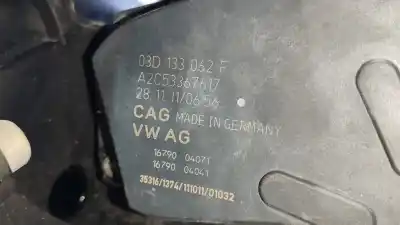 03D 133 062 F
A2C53367617
28.11.11/06:56
CAG MADE IN GERMANY
VW AG
16790 04071
16790 04041
35316/1374/111011/01032